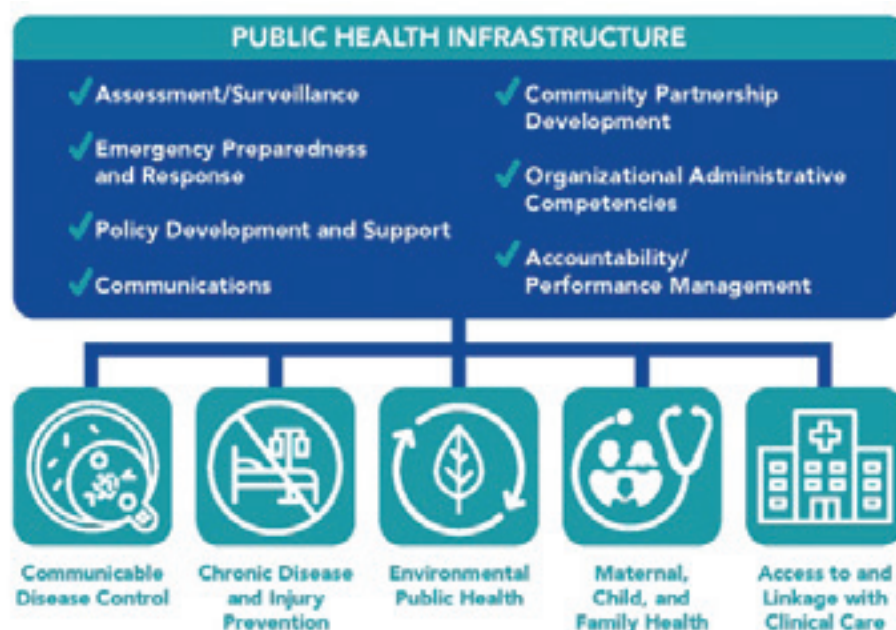 PUBLIC HEALTH INFRASTRUCTURE
Assessment/Surveillance
Emergency Preparedness
and Response
Policy Development and Support
Communications
Community Partnership
Development
Organizational Administrative
Competencies
Accountability/
Performance Management
Communicable
Disease Control
Chronic Disease
and Injury
Prevention
Environmental
Public Health
Maternal,
Child, and
Family Health
Access to and
Linkage with
Clinical Care